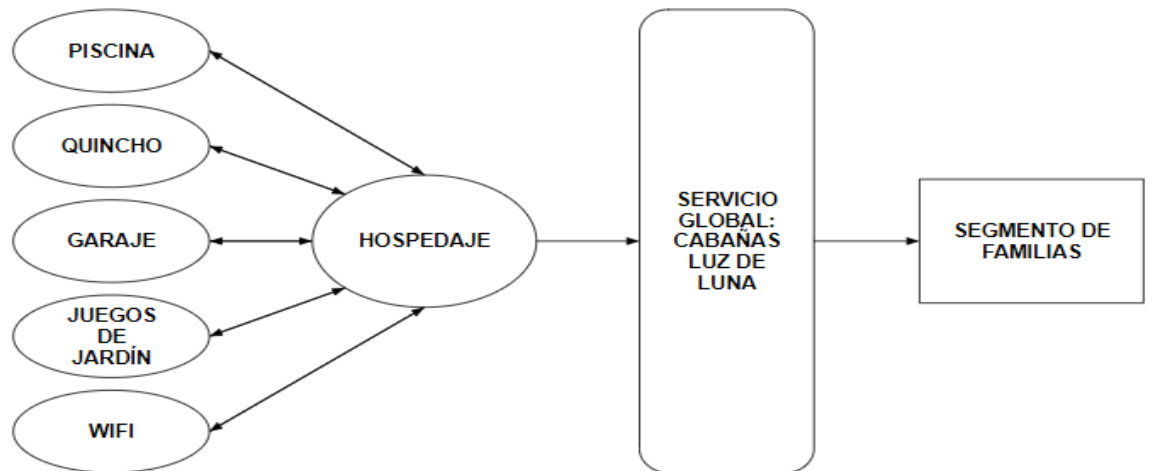 PISCINA
QUINCHO
GARAJE
JUEGOS
DE
JARDÍN
WIFI
HOSPEDAJE
SERVICIO
GLOBAL:
CABAÑAS
LUZ DE
LUNA
SEGMENTO DE
FAMILIAS